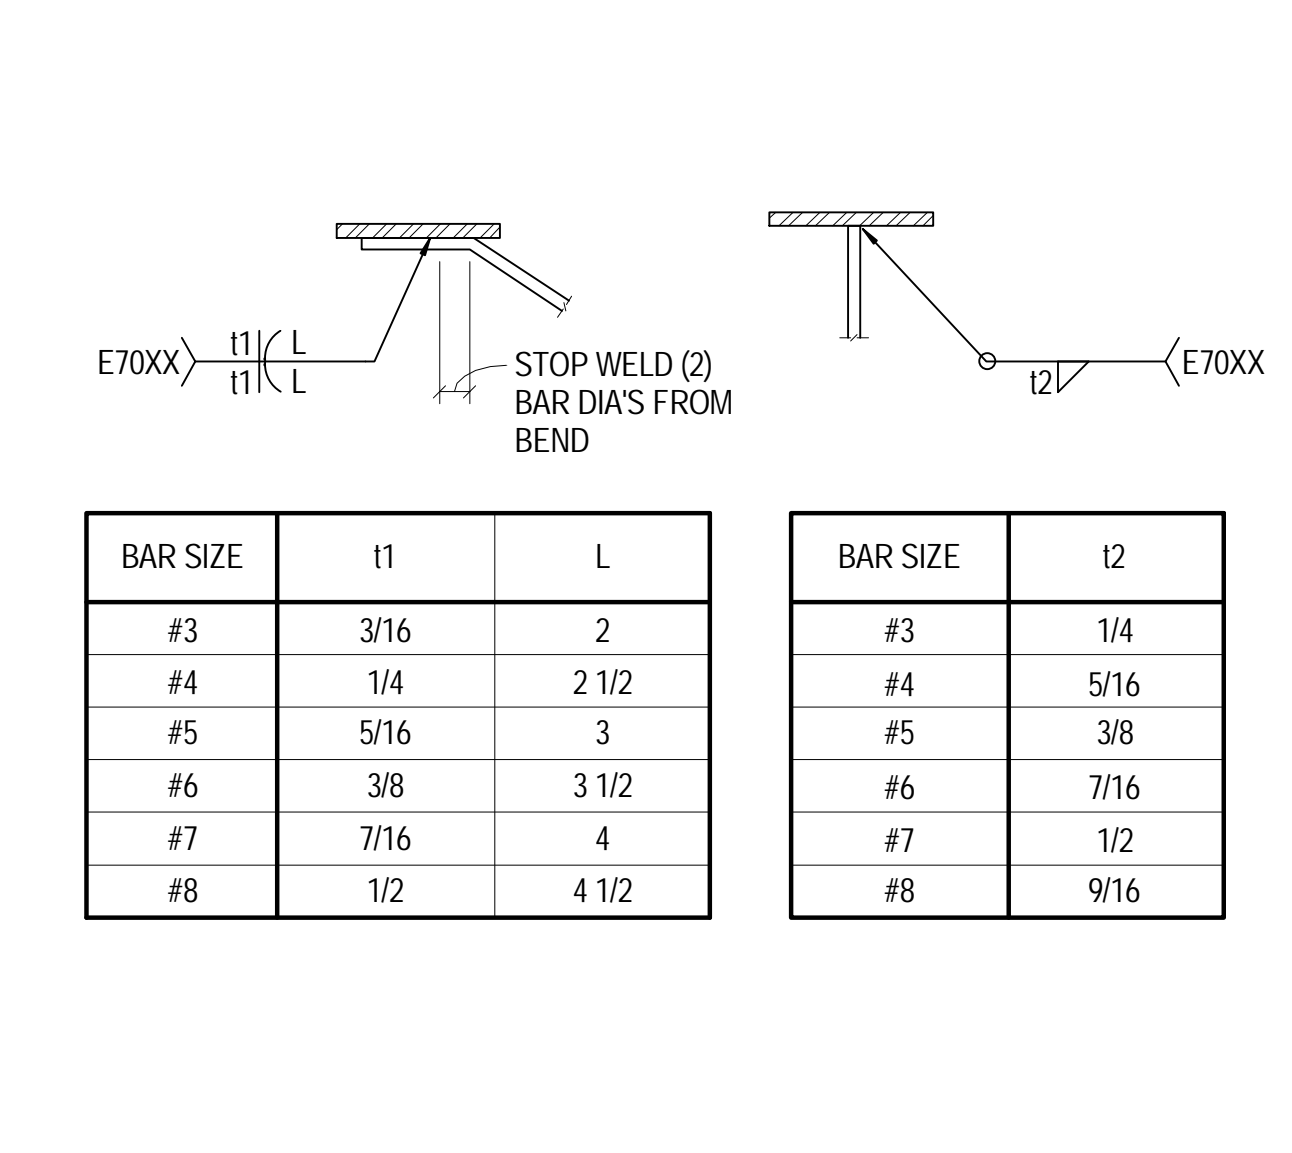 E70XX
t1
L
t1
L
STOP WELD (2)
BAR DIA'S FROM
BEND
t2
E70XX
BAR SIZE t1 L
#3 3/16 2
#4 1/4 2 1/2
#5 5/16 3
#6 3/8 3 1/2
#7 7/16 4
#8 1/2 4 1/2
BAR SIZE t2
#3 1/4
#4 5/16
#5 3/8
#6 7/16
#7 1/2
#8 9/16